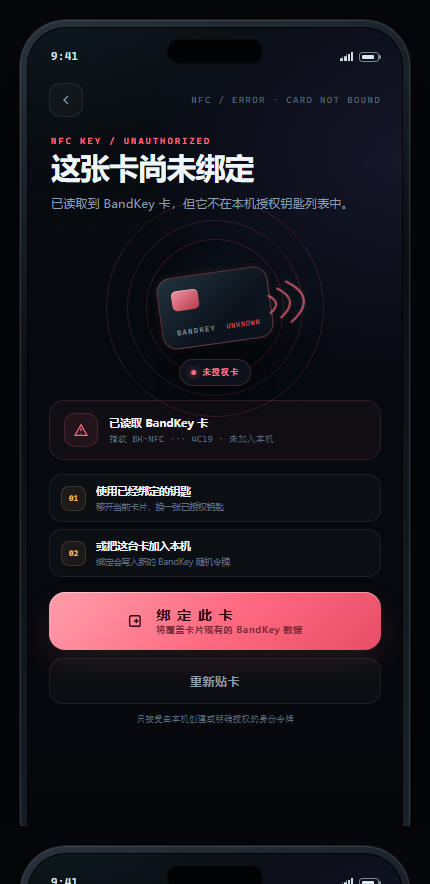 9:41
NFC / ERROR · CARD NOT BOUND
NFC KEY / UNAUTHORIZED
这张卡尚未绑定
已读取到 BandKey 卡，但它不在本机授权钥匙列表中。
BANDKEY UNKNOWN
未授权卡
已读取 BandKey 卡
指纹 BK-NFC ··· 4C19 · 未加入本机
01
使用已经绑定的钥匙
移开当前卡片，换一张已授权钥匙
02
或把这台卡加入本机
绑定会写入新的 BandKey 随机令牌
绑定此卡
将覆盖卡片现有的 BandKey 数据
重新贴卡
只接受由本机创建或明确授权的身份令牌
9:41